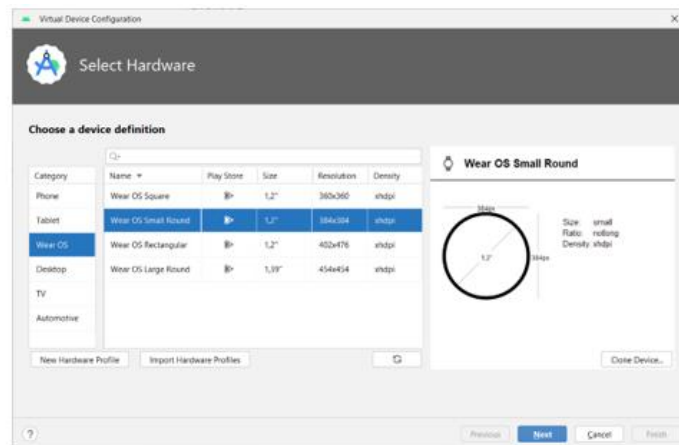 Virtual Device Configuration
Select Hardware
Choose a device definition
Category
Phone
Tablet
Wear OS
Desktop
TV
Automotive
Name Play Store Size Resolution Density
Wear OS Square 1,2" 360x360 xhdpi
Wear OS Small Round 1,2" 384x384 xhdpi
Wear OS Rectangular 1,2" 402x476 xhdpi
Wear OS Large Round 1,39" 454x454 xhdpi
New Hardware Profile Import Hardware Profiles
Wear OS Small Round
384px
1,2"
384px
Size: small
Ratio: notlong
Density: xhdpi
Clone Device...
? Previous Next Cancel Finish